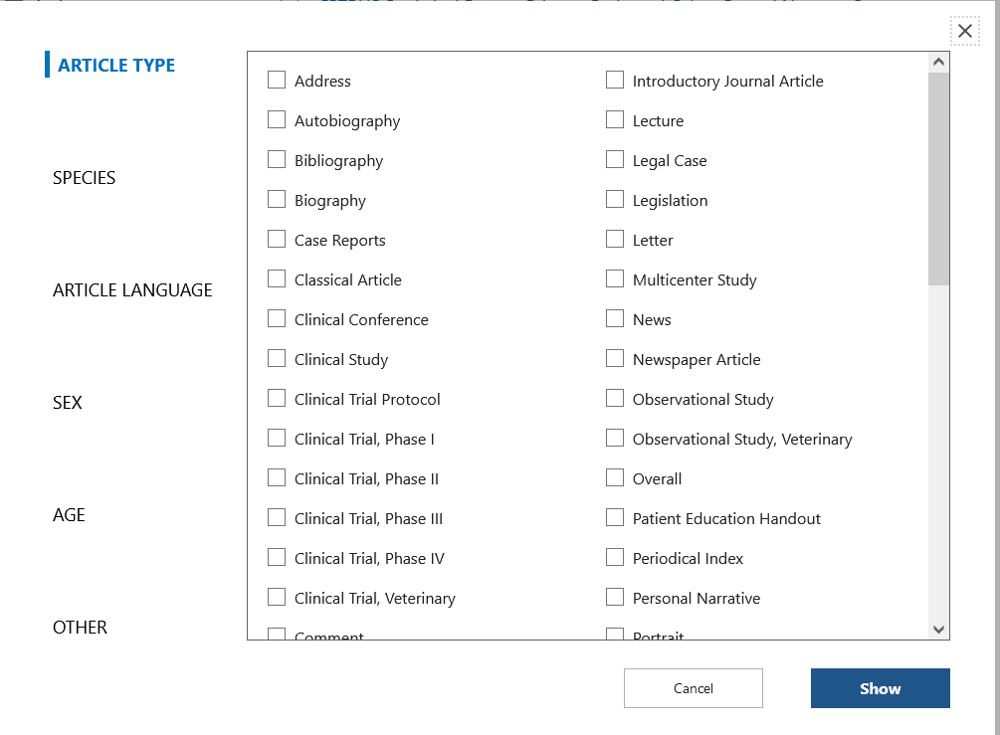 ARTICLE TYPE
SPECIES
ARTICLE LANGUAGE
SEX
AGE
OTHER
Address
Autobiography
Bibliography
Biography
Case Reports
Classical Article
Clinical Conference
Clinical Study
Clinical Trial Protocol
Clinical Trial, Phase I
Clinical Trial, Phase II
Clinical Trial, Phase III
Clinical Trial, Phase IV
Clinical Trial, Veterinary
Comment
Introductory Journal Article
Lecture
Legal Case
Legislation
Letter
Multicenter Study
News
Newspaper Article
Observational Study
Observational Study, Veterinary
Overall
Patient Education Handout
Periodical Index
Personal Narrative
Portrait
Cancel
Show